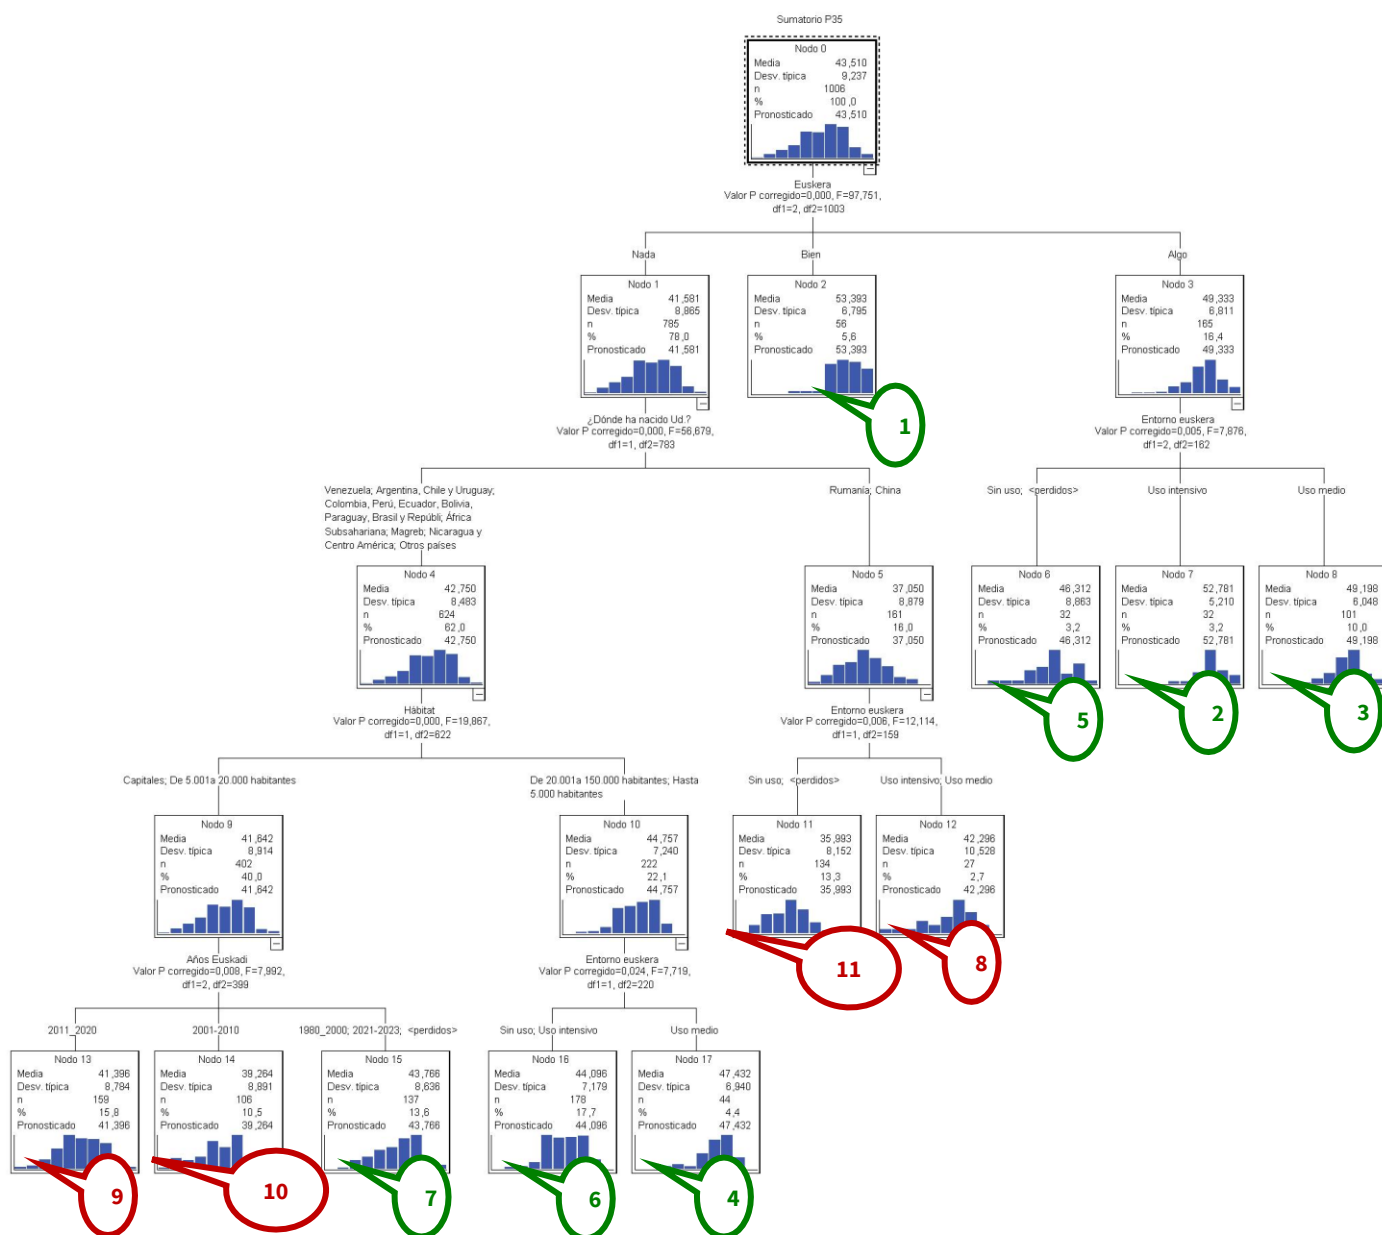 Sumatorio P35
Nodo 0
Media 43,510
Desv. típica 9,237
n 1006
% 100,0
Pronosticado 43,510
Euskera
Valor P corregido=0,000, F=97,751,
df1=2, df2=1003
Nada
Bien
Algo
Nodo 1
Media 41,581
Desv. típica 8,865
n 785
% 78,0
Pronosticado 41,581
Nodo 2
Media 53,393
Desv. típica 6,795
n 56
% 5,6
Pronosticado 53,393
Nodo 3
Media 49,333
Desv. típica 6,811
n 165
% 16,4
Pronosticado 49,333
1
¿Dónde ha nacido Ud.?
Valor P corregido=0,000, F=56,679,
df1=1, df2=783
Entorno euskera
Valor P corregido=0,005, F=7,876,
df1=2, df2=162
Venezuela; Argentina, Chile y Uruguay;
Colombia, Perú, Ecuador, Bolivia,
Paraguay, Brasil y Repúbli; África
Subsahariana; Magreb; Nicaragua y
Centro América; Otros países
Rumanía; China
Sin uso; <perdidos>
Uso intensivo
Uso medio
Nodo 4
Media 42,750
Desv. típica 8,483
n 624
% 62,0
Pronosticado 42,750
Nodo 5
Media 37,050
Desv. típica 8,879
n 161
% 16,0
Pronosticado 37,050
Nodo 6
Media 46,312
Desv. típica 8,863
n 32
% 3,2
Pronosticado 46,312
Nodo 7
Media 52,781
Desv. típica 5,210
n 32
% 3,2
Pronosticado 52,781
Nodo 8
Media 49,198
Desv. típica 6,048
n 101
% 10,0
Pronosticado 49,198
5
2
3
Hábitat
Valor P corregido=0,000, F=19,867,
df1=1, df2=622
Entorno euskera
Valor P corregido=0,006, F=12,114,
df1=1, df2=159
Capitales; De 5.001a 20.000 habitantes
De 20.001a 150.000 habitantes; Hasta
5.000 habitantes
Sin uso; <perdidos>
Uso intensivo; Uso medio
Nodo 9
Media 41,642
Desv. típica 8,914
n 402
% 40,0
Pronosticado 41,642
Nodo 10
Media 44,757
Desv. típica 7,240
n 222
% 22,1
Pronosticado 44,757
Nodo 11
Media 35,993
Desv. típica 8,152
n 134
% 13,3
Pronosticado 35,993
Nodo 12
Media 42,296
Desv. típica 10,528
n 27
% 2,7
Pronosticado 42,296
11
8
Años Euskadi
Valor P corregido=0,008, F=7,992,
df1=2, df2=399
Entorno euskera
Valor P corregido=0,024, F=7,719,
df1=1, df2=220
2011_2020
2001-2010
1980_2000; 2021-2023; <perdidos>
Sin uso; Uso intensivo
Uso medio
Nodo 13
Media 41,396
Desv. típica 8,784
n 159
% 15,8
Pronosticado 41,396
Nodo 14
Media 39,264
Desv. típica 8,891
n 106
% 10,5
Pronosticado 39,264
Nodo 15
Media 43,766
Desv. típica 8,636
n 137
% 13,6
Pronosticado 43,766
Nodo 16
Media 44,096
Desv. típica 7,179
n 178
% 17,7
Pronosticado 44,096
Nodo 17
Media 47,432
Desv. típica 6,940
n 44
% 4,4
Pronosticado 47,432
9
10
7
6
4